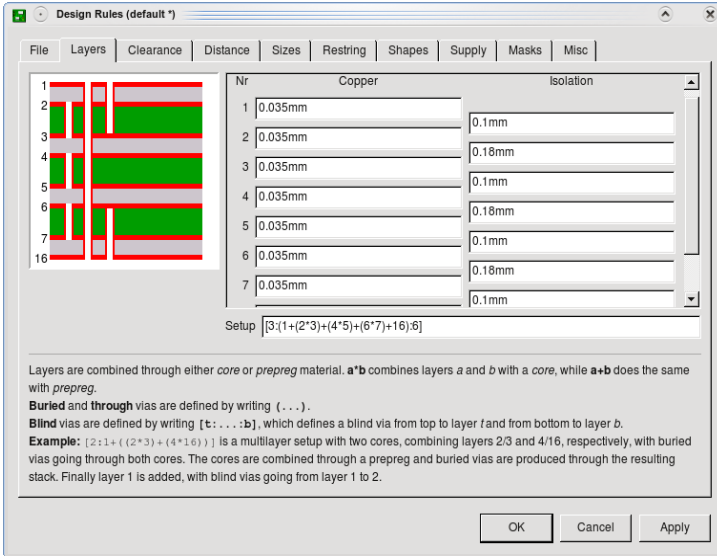 Design Rules (default *)
File Layers Clearance Distance Sizes Restring Shapes Supply Masks Misc
1
2
3
4
5
6
7
16
Nr Copper Isolation
1 0.035mm
0.1mm
2 0.035mm
0.18mm
3 0.035mm
0.1mm
4 0.035mm
0.18mm
5 0.035mm
0.1mm
6 0.035mm
0.18mm
7 0.035mm
0.1mm
Setup [3:(1+(2*3)+(4*5)+(6*7)+16):6]
Layers are combined through either core or prepreg material. a*b combines layers a and b with a core, while a+b does the same
with prepreg.
Buried and through vias are defined by writing (...).
Blind vias are defined by writing [t:...:b], which defines a blind via from top to layer t and from bottom to layer b.
Example: [2:1+((2*3)+(4*16))] is a multilayer setup with two cores, combining layers 2/3 and 4/16, respectively, with buried
vias going through both cores. The cores are combined through a prepreg and buried vias are produced through the resulting
stack. Finally layer 1 is added, with blind vias going from layer 1 to 2.
OK Cancel Apply